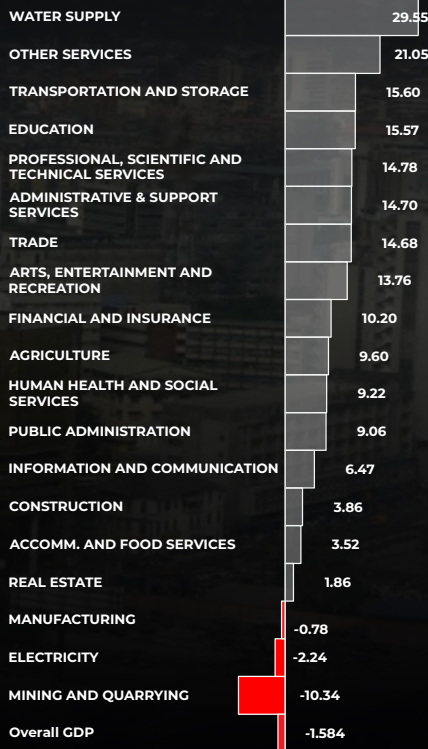 WATER SUPPLY 29.55
OTHER SERVICES 21.05
TRANSPORTATION AND STORAGE 15.60
EDUCATION 15.57
PROFESSIONAL, SCIENTIFIC AND
TECHNICAL SERVICES 14.78
ADMINISTRATIVE & SUPPORT
SERVICES 14.70
TRADE 14.68
ARTS, ENTERTAINMENT AND
RECREATION 13.76
FINANCIAL AND INSURANCE 10.20
AGRICULTURE 9.60
HUMAN HEALTH AND SOCIAL
SERVICES 9.22
PUBLIC ADMINISTRATION 9.06
INFORMATION AND COMMUNICATION 6.47
CONSTRUCTION 3.86
ACCOMM. AND FOOD SERVICES 3.52
REAL ESTATE 1.86
MANUFACTURING -0.78
ELECTRICITY -2.24
MINING AND QUARRYING -10.34
Overall GDP -1.584